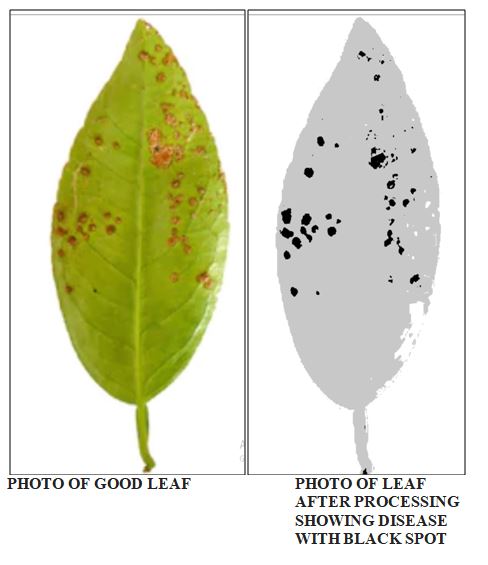 PHOTO OF GOOD LEAF
PHOTO OF LEAF
AFTER PROCESSING
SHOWING DISEASE
WITH BLACK SPOT